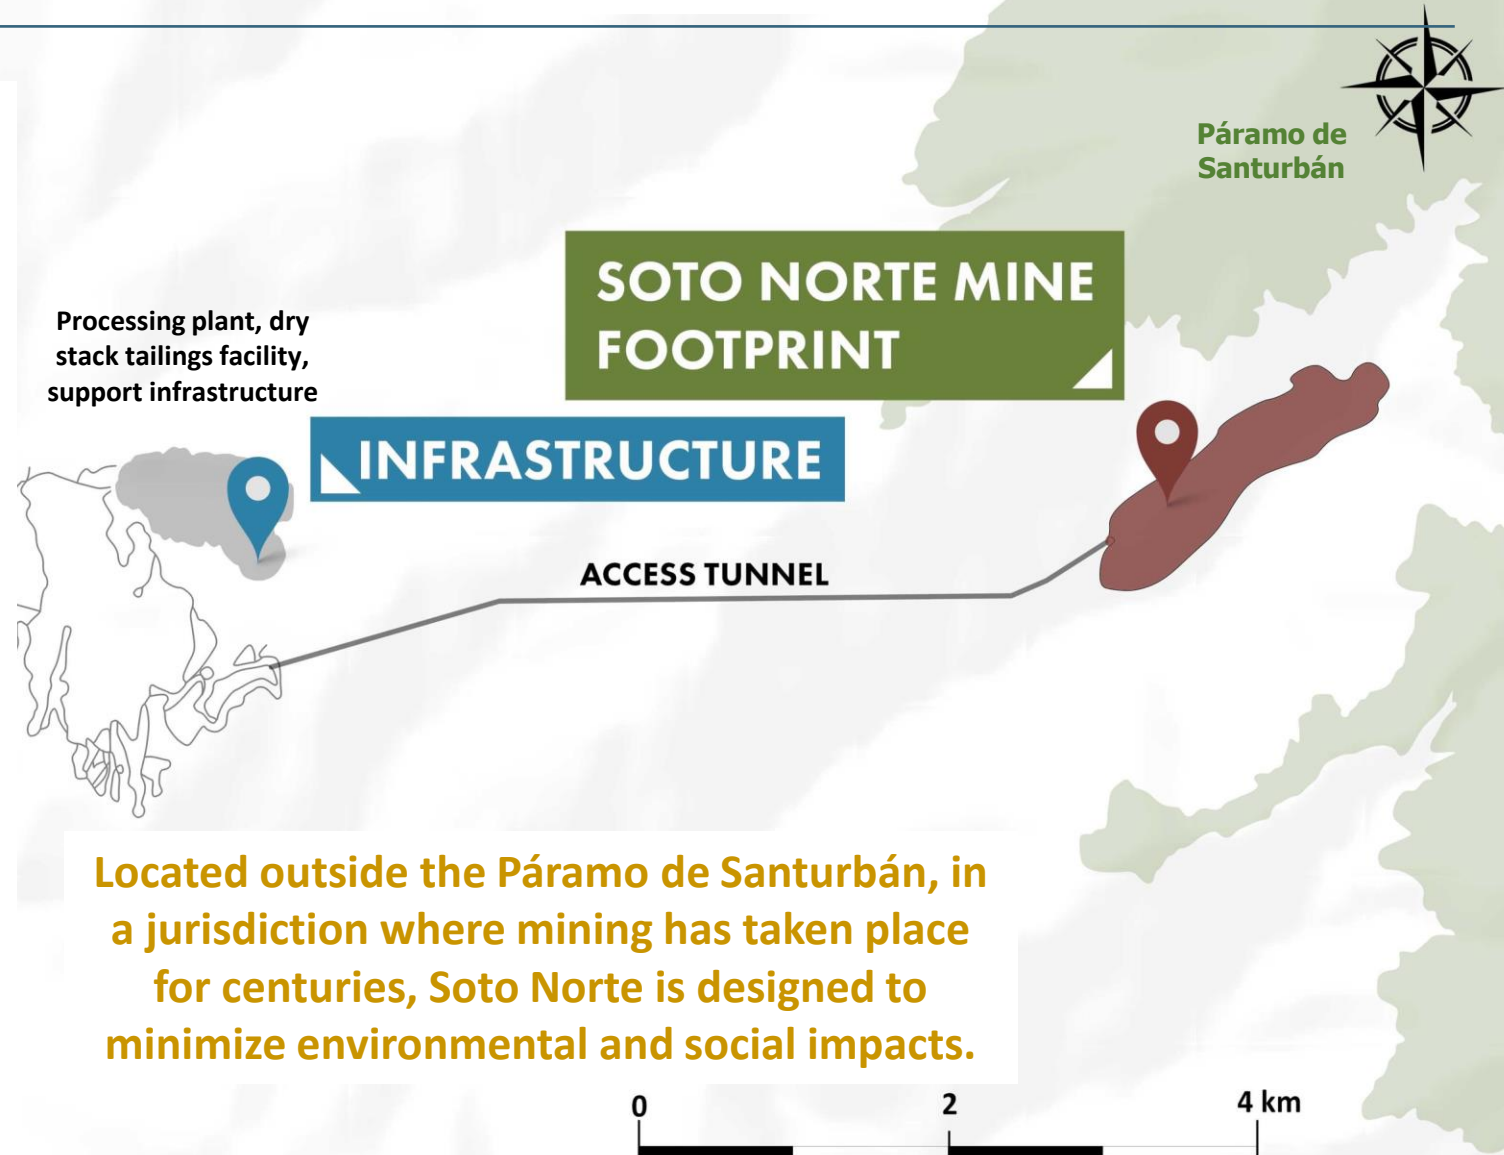 Páramo de
Santurbán
SOTO NORTE MINE
FOOTPRINT
Processing plant, dry
stack tailings facility,
support infrastructure
INFRASTRUCTURE
ACCESS TUNNEL
Located outside the Páramo de Santurbán, in
a jurisdiction where mining has taken place
for centuries, Soto Norte is designed to
minimize environmental and social impacts.
0 2 4 km